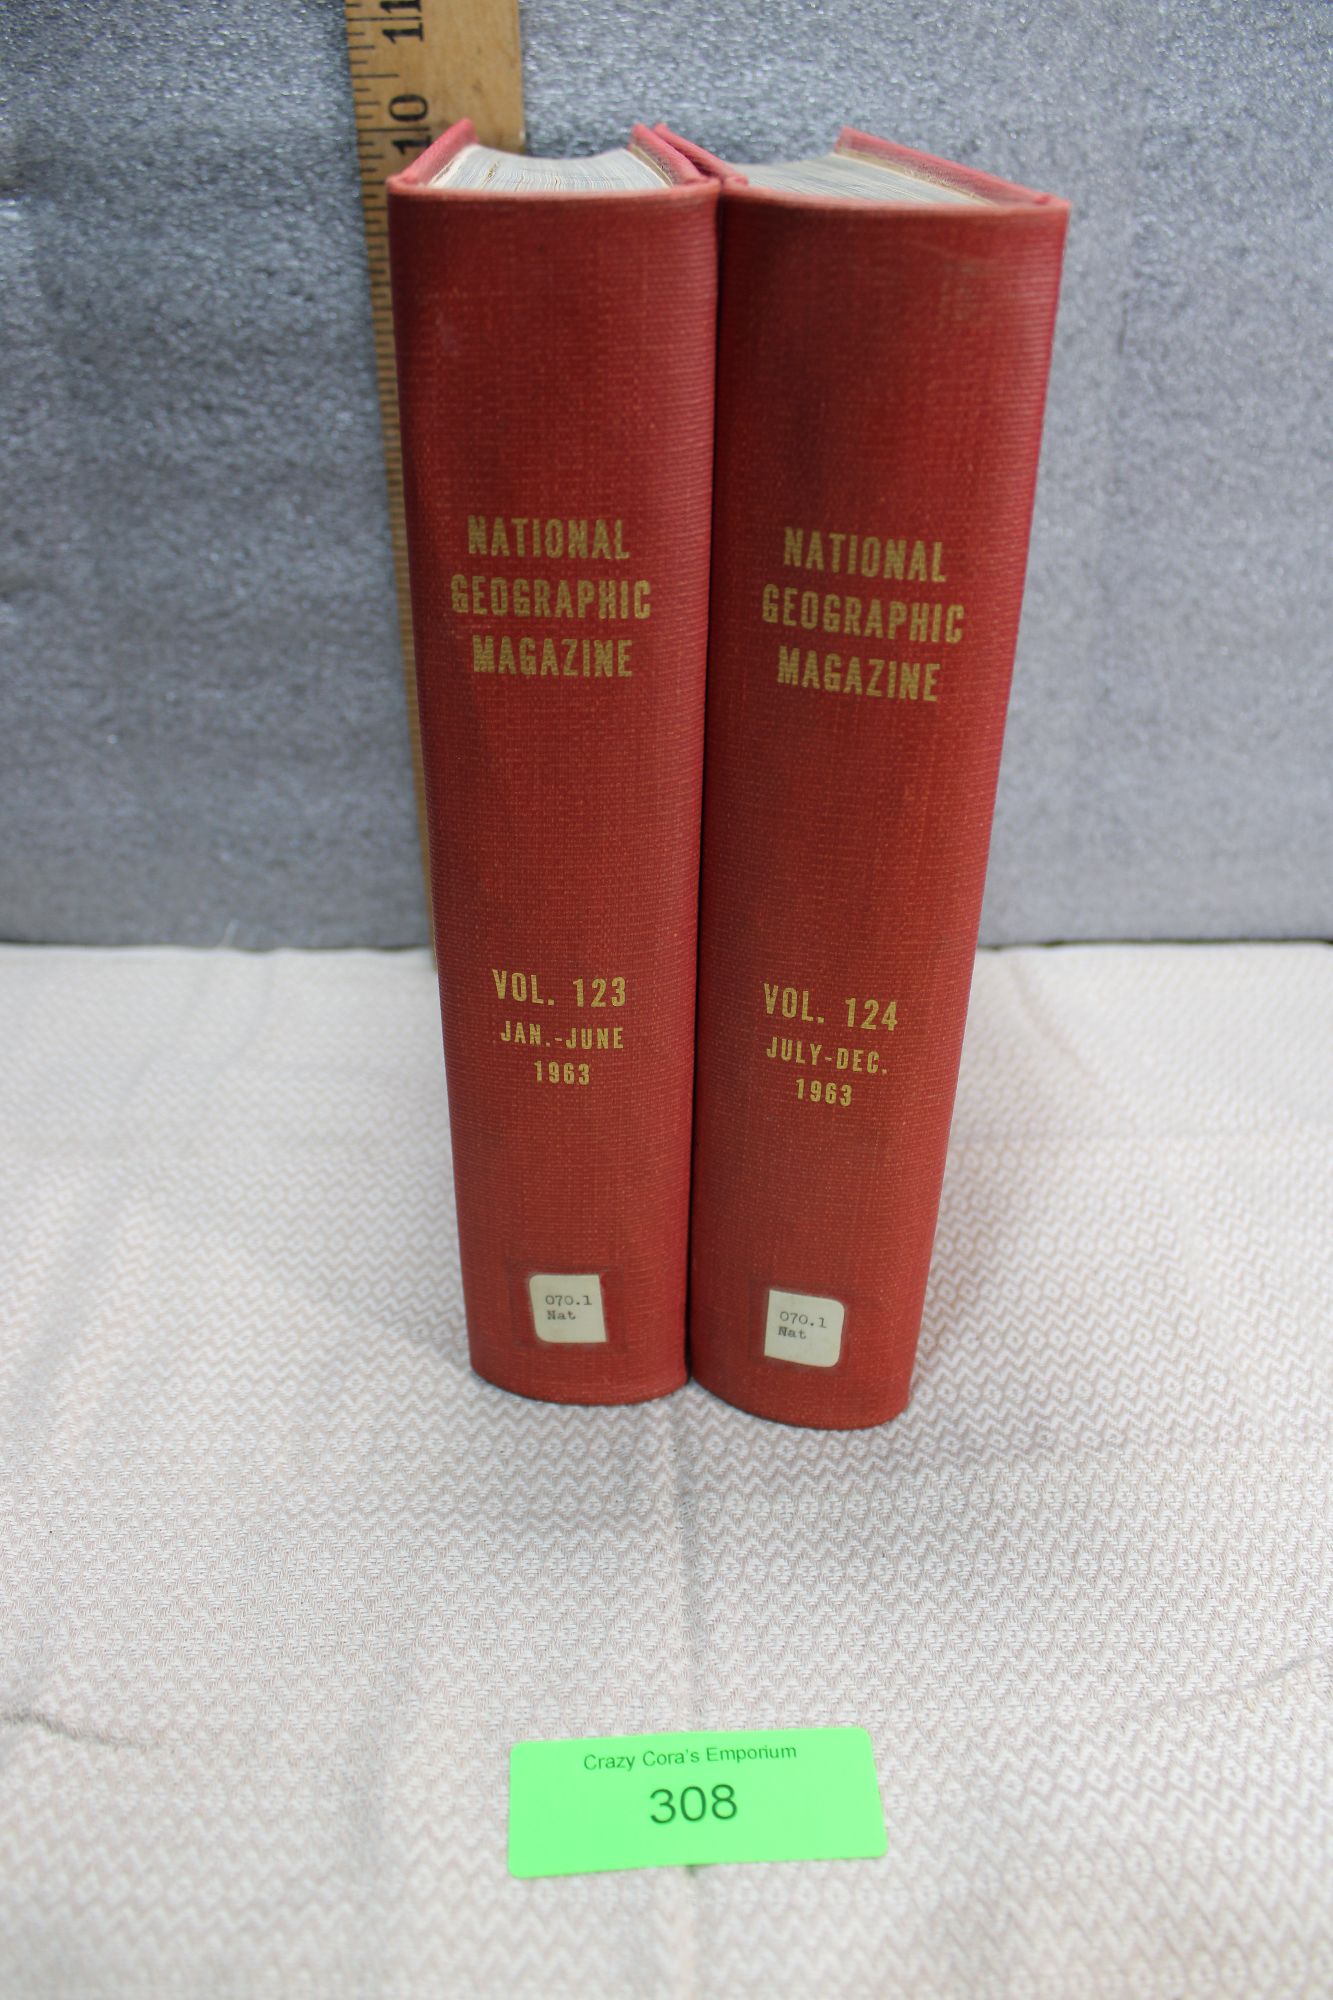 10
11
NATIONAL
GEOGRAPHIC
MAGAZINE
VOL. 123
JAN.-JUNE
1963
070.1
Nat
NATIONAL
GEOGRAPHIC
MAGAZINE
VOL. 124
JULY-DEC.
1963
070.1
Nat
Crazy Cora's Emporium
308